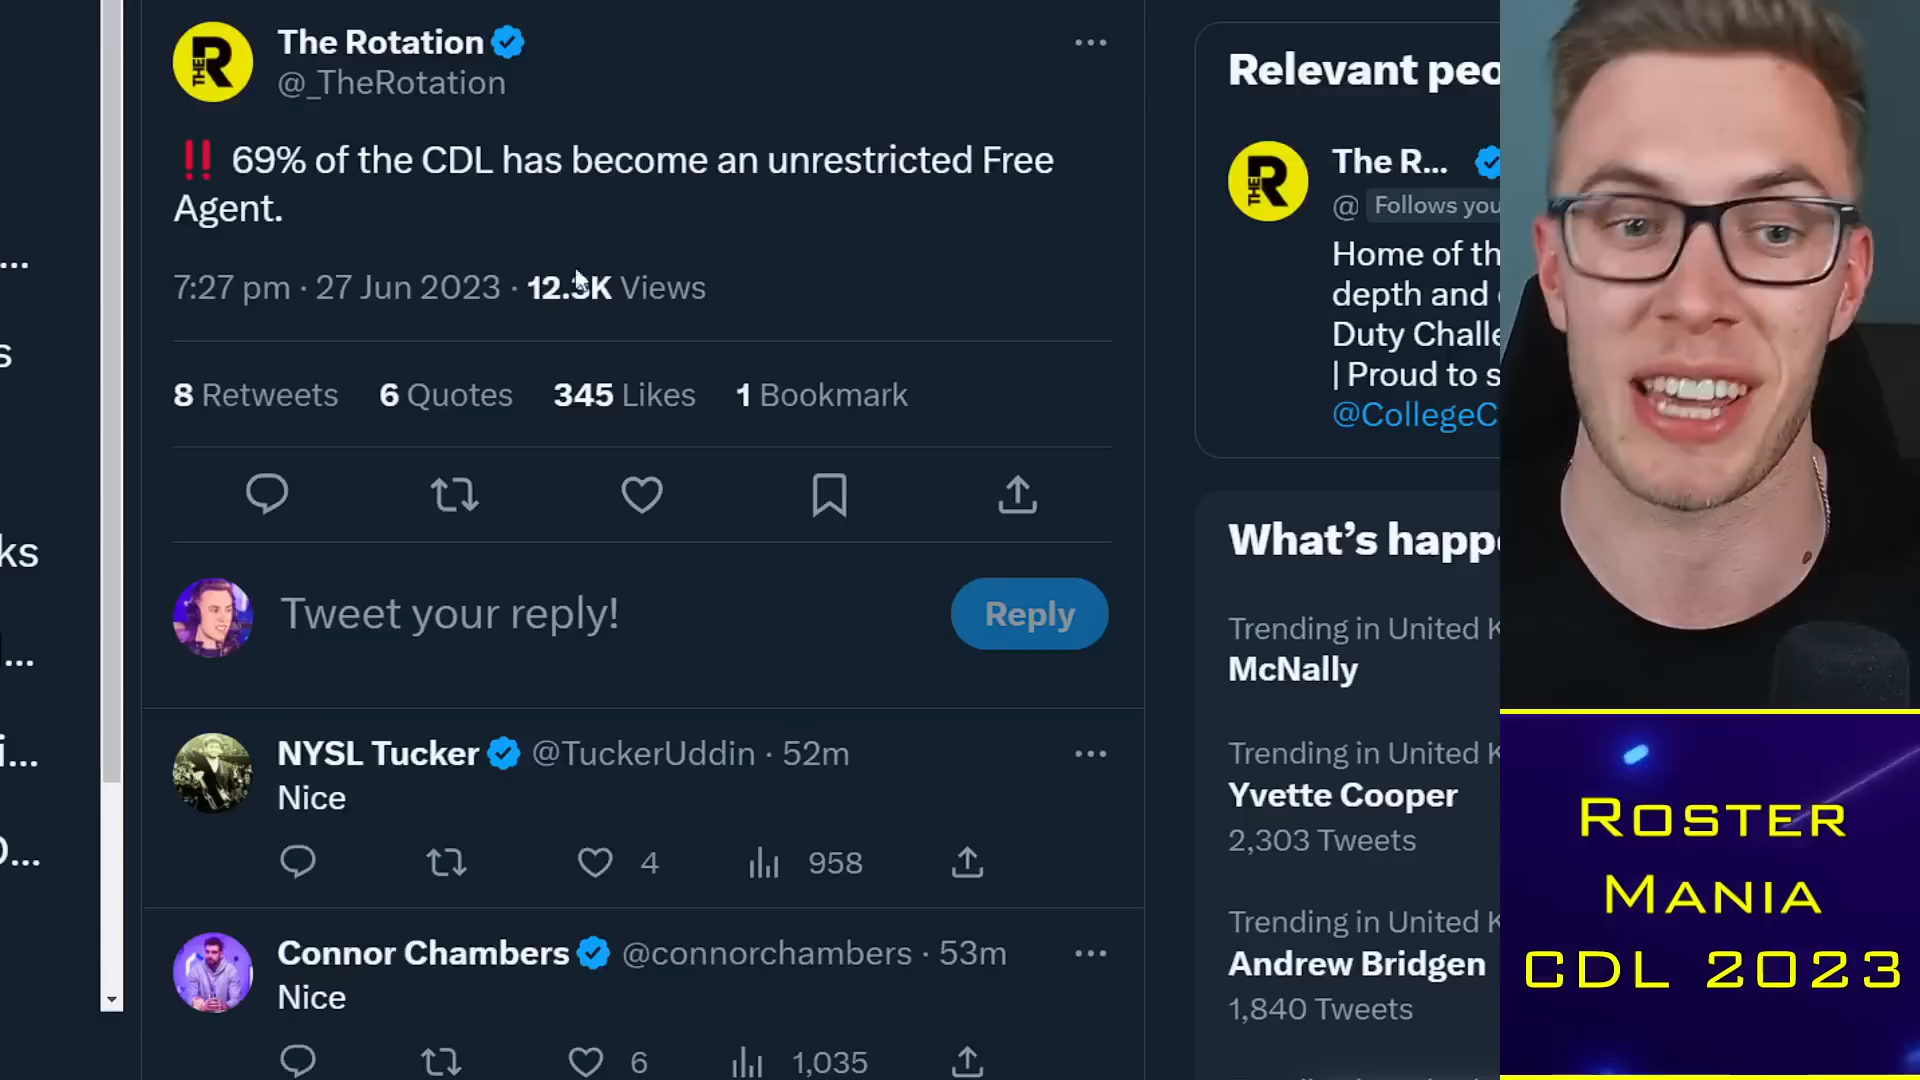 The Rotation
@_TheRotation
‼ 69% of the CDL has become an unrestricted Free
Agent.
7:27 pm · 27 Jun 2023 · Views
8 Retweets 6 Quotes 345 Likes 1 Bookmark
Tweet your reply!
Reply
NYSL Tucker @TuckerUddin · 52m
Nice
4 958
Connor Chambers @connorchambers · 53m
Nice
6 1,035
...
s
ks
...
i...
...
Relevant peo
THE R
The R...
@ Follows you
Home of th
depth and
Duty Challe
| Proud to s
@CollegeC
What's happ
Trending in United K
McNally
Trending in United K
Yvette Cooper
2,303 Tweets
Trending in United K
Andrew Bridgen
1,840 Tweets
ROSTER
MANIA
CDL 2023